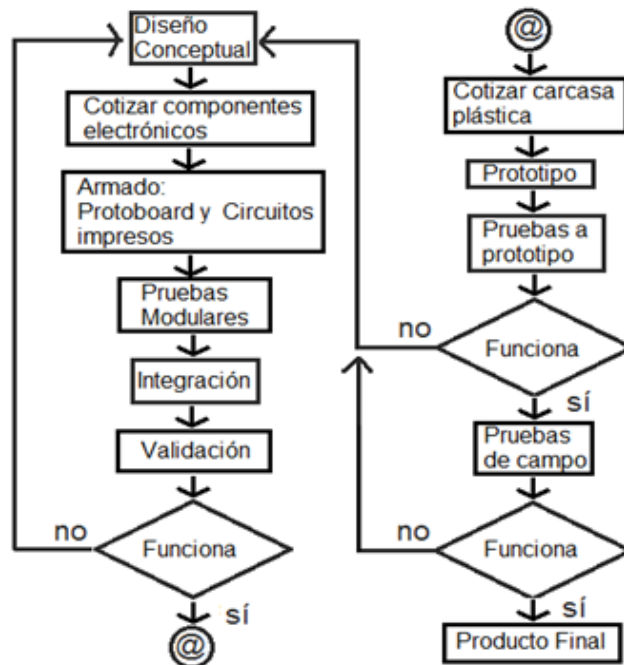 Diseño
Conceptual
Cotizar componentes
electrónicos
Armado:
Protoboard y Circuitos
impresos
Pruebas
Modulares
Integración
Validación
no
Funciona
sí
@
@
Cotizar carcasa
plástica
Prototipo
Pruebas a
prototipo
no
Funciona
sí
Pruebas
de campo
no
Funciona
sí
Producto Final